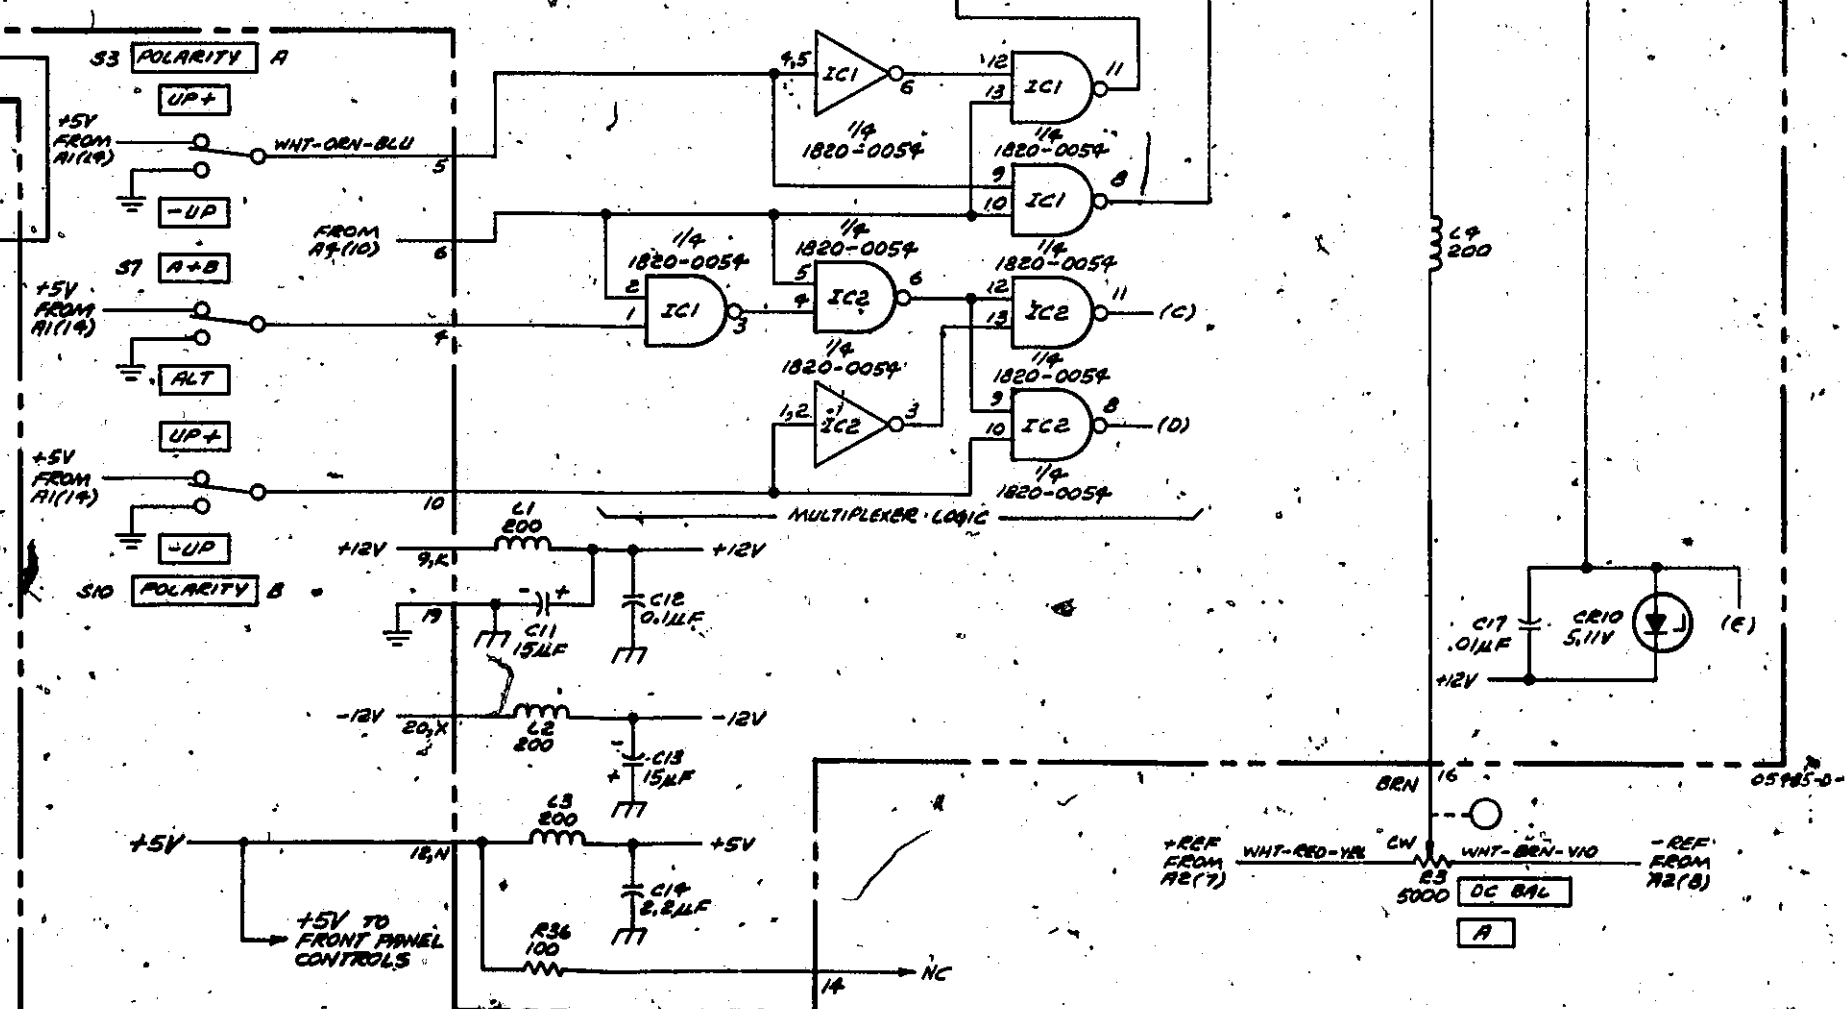 S3 POLARITY A
UP+
+5V
FROM
A1(14)
WHT-ORN-BLU
5
-UP
FROM
A4(10)
6
S7 A+B
+5V
FROM
A1(14)
4
ALT
UP+
+5V
FROM
A1(14)
10
-UP
S10 POLARITY B
4,5
IC1
6
1/4
1820-0054
12
13
IC1
11
1/4
1820-0054
9
10
IC1
8
1/4
1820-0054
1/4
1820-0054
2
1
IC1
3
1/4
1820-0054
5
4
IC2
6
1/4
1820-0054
12
13
IC2
11
(C)
1/4
1820-0054
1,2
IC2
3
9
10
IC2
8
(D)
1/4
1820-0054
MULTIPLEXER LOGIC
+12V
9,K
L1
200
+12V
19
- +
C11
15µF
C12
0.1µF
-12V
20,X
L2
200
-12V
-
+
C13
15µF
+5V
12,N
L3
200
+5V
C14
2.2µF
+5V TO
FRONT PANEL
CONTROLS
R36
100
14
NC
L4
200
C17
.01µF
CR10
5.11V
(E)
+12V
BRN
16
+REF
FROM
A2(7)
WHT-RED-YEL
CW
WHT-BRN-VIO
-REF
FROM
A2(8)
R3
5000
DC BAL
A